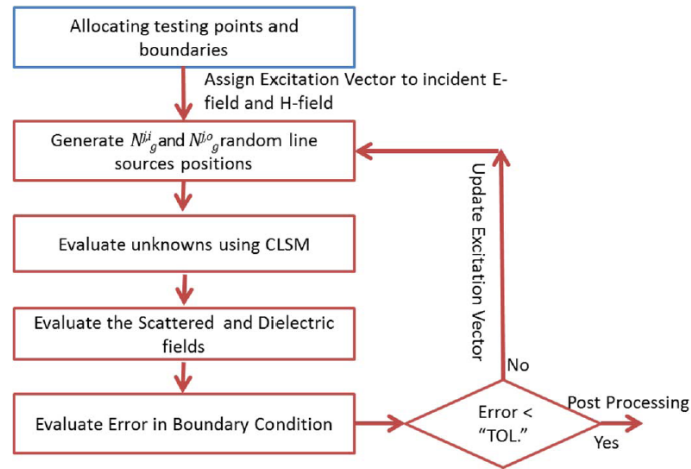 Allocating testing points and
boundaries
Assign Excitation Vector to incident E-
field and H-field
Generate N^{j,i}_g and N^{j,o}_g random line
sources positions
Evaluate unknowns using CLSM
Evaluate the Scattered and Dielectric
fields
Evaluate Error in Boundary Condition
Error <
“TOL.”
No
Update Excitation Vector
Post Processing
Yes